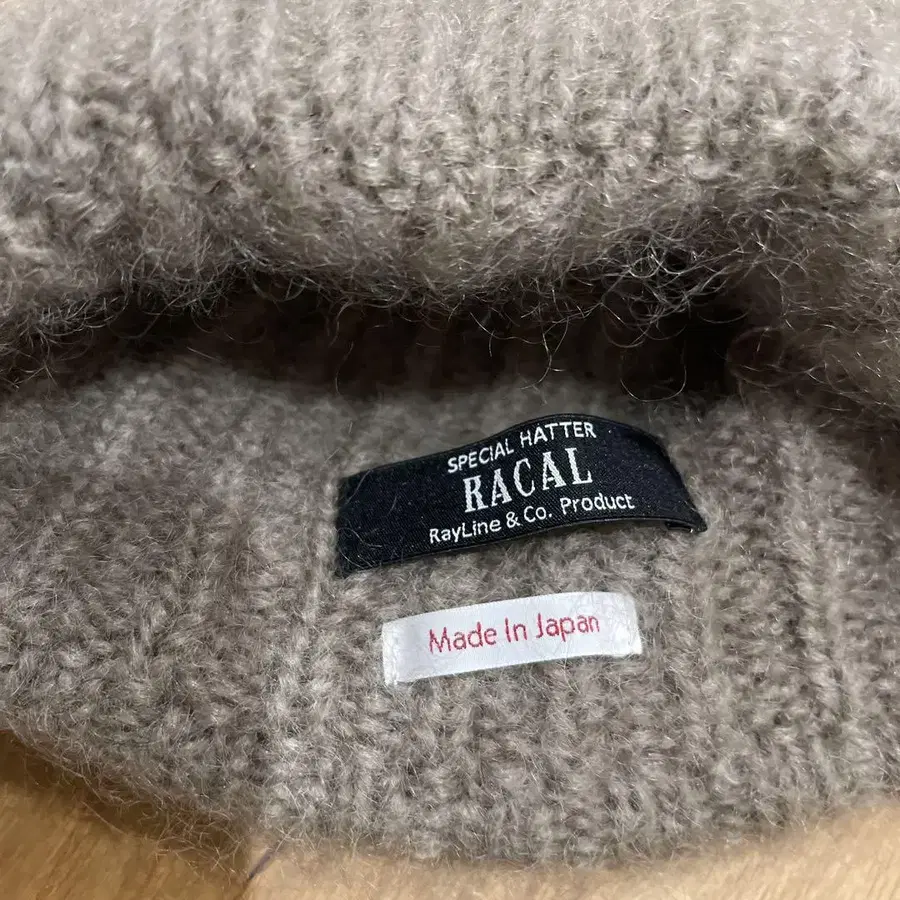 SPECIAL HATTER
RACAL
RayLine & Co. Product
Made In Japan